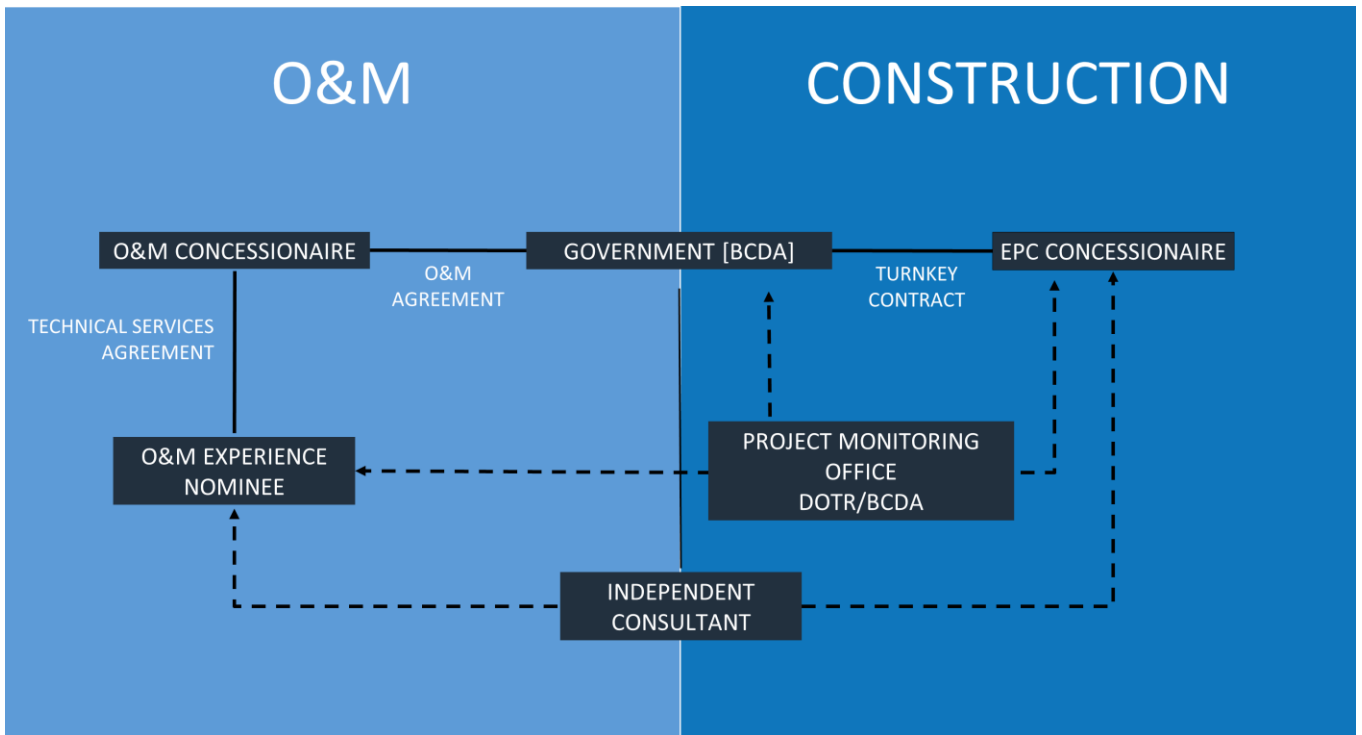 O&M
CONSTRUCTION
O&M CONCESSIONAIRE
GOVERNMENT [BCDA]
EPC CONCESSIONAIRE
O&M
AGREEMENT
TURNKEY
CONTRACT
TECHNICAL SERVICES
AGREEMENT
O&M EXPERIENCE
NOMINEE
PROJECT MONITORING
OFFICE
DOTR/BCDA
INDEPENDENT
CONSULTANT